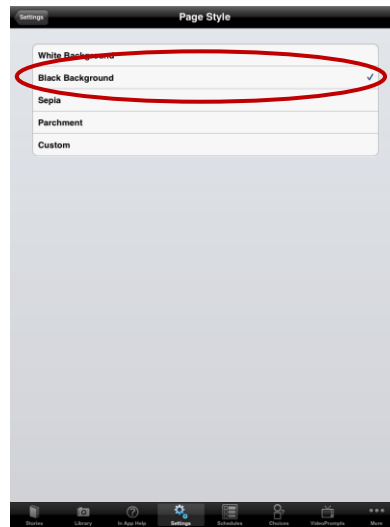 Settings Page Style
White Background
Black Background
Sepia
Parchment
Custom
Stories Library In App Help Settings Schedules Choices VideoPrompts More